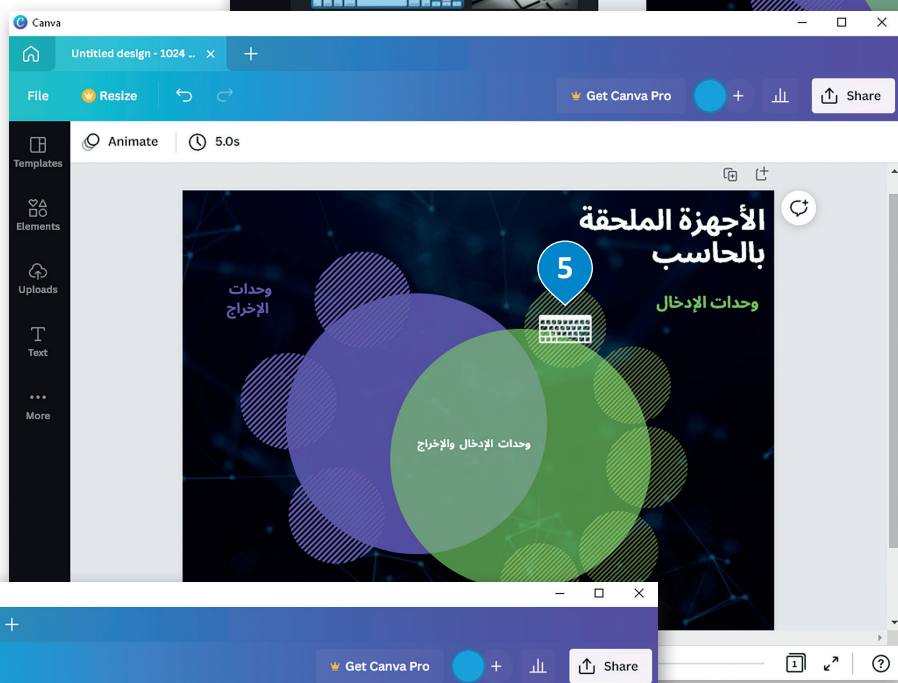 Canva
Untitled design - 1024 ...
File
Resize
Get Canva Pro
Share
Animate
5.0s
Templates
Elements
Uploads
Text
More
الأجهزة الملحقة
بالحاسب
5
وحدات
الإخراج
وحدات الإدخال
وحدات الإدخال والإخراج
Get Canva Pro
Share
1
?